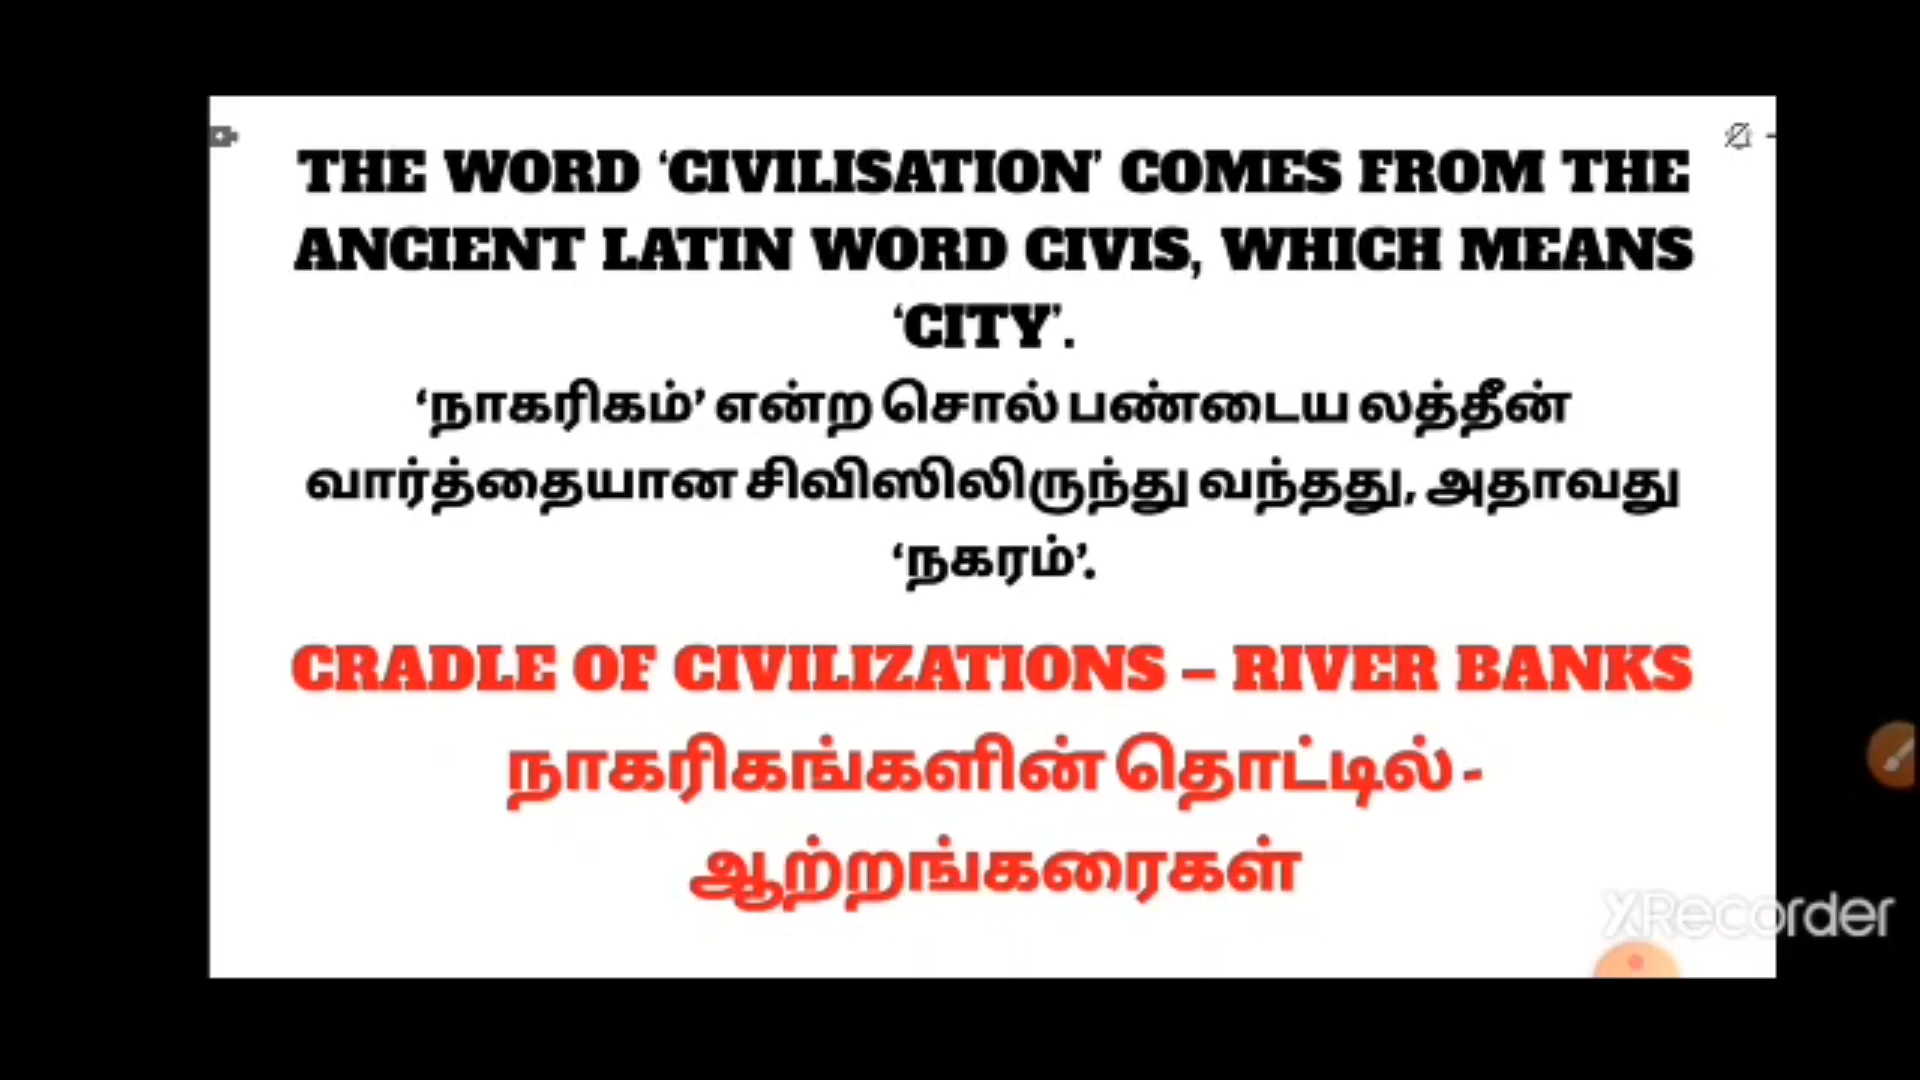 THE WORD ‘CIVILISATION’ COMES FROM THE
ANCIENT LATIN WORD CIVIS, WHICH MEANS
‘CITY’.
‘நாகரிகம்’ என்ற சொல் பண்டைய லத்தீன்
வார்த்தையான சிவிஸிலிருந்து வந்தது, அதாவது
‘நகரம்’.
CRADLE OF CIVILIZATIONS – RIVER BANKS
நாகரிகங்களின் தொட்டில் -
ஆற்றங்கரைகள்
XRecorder